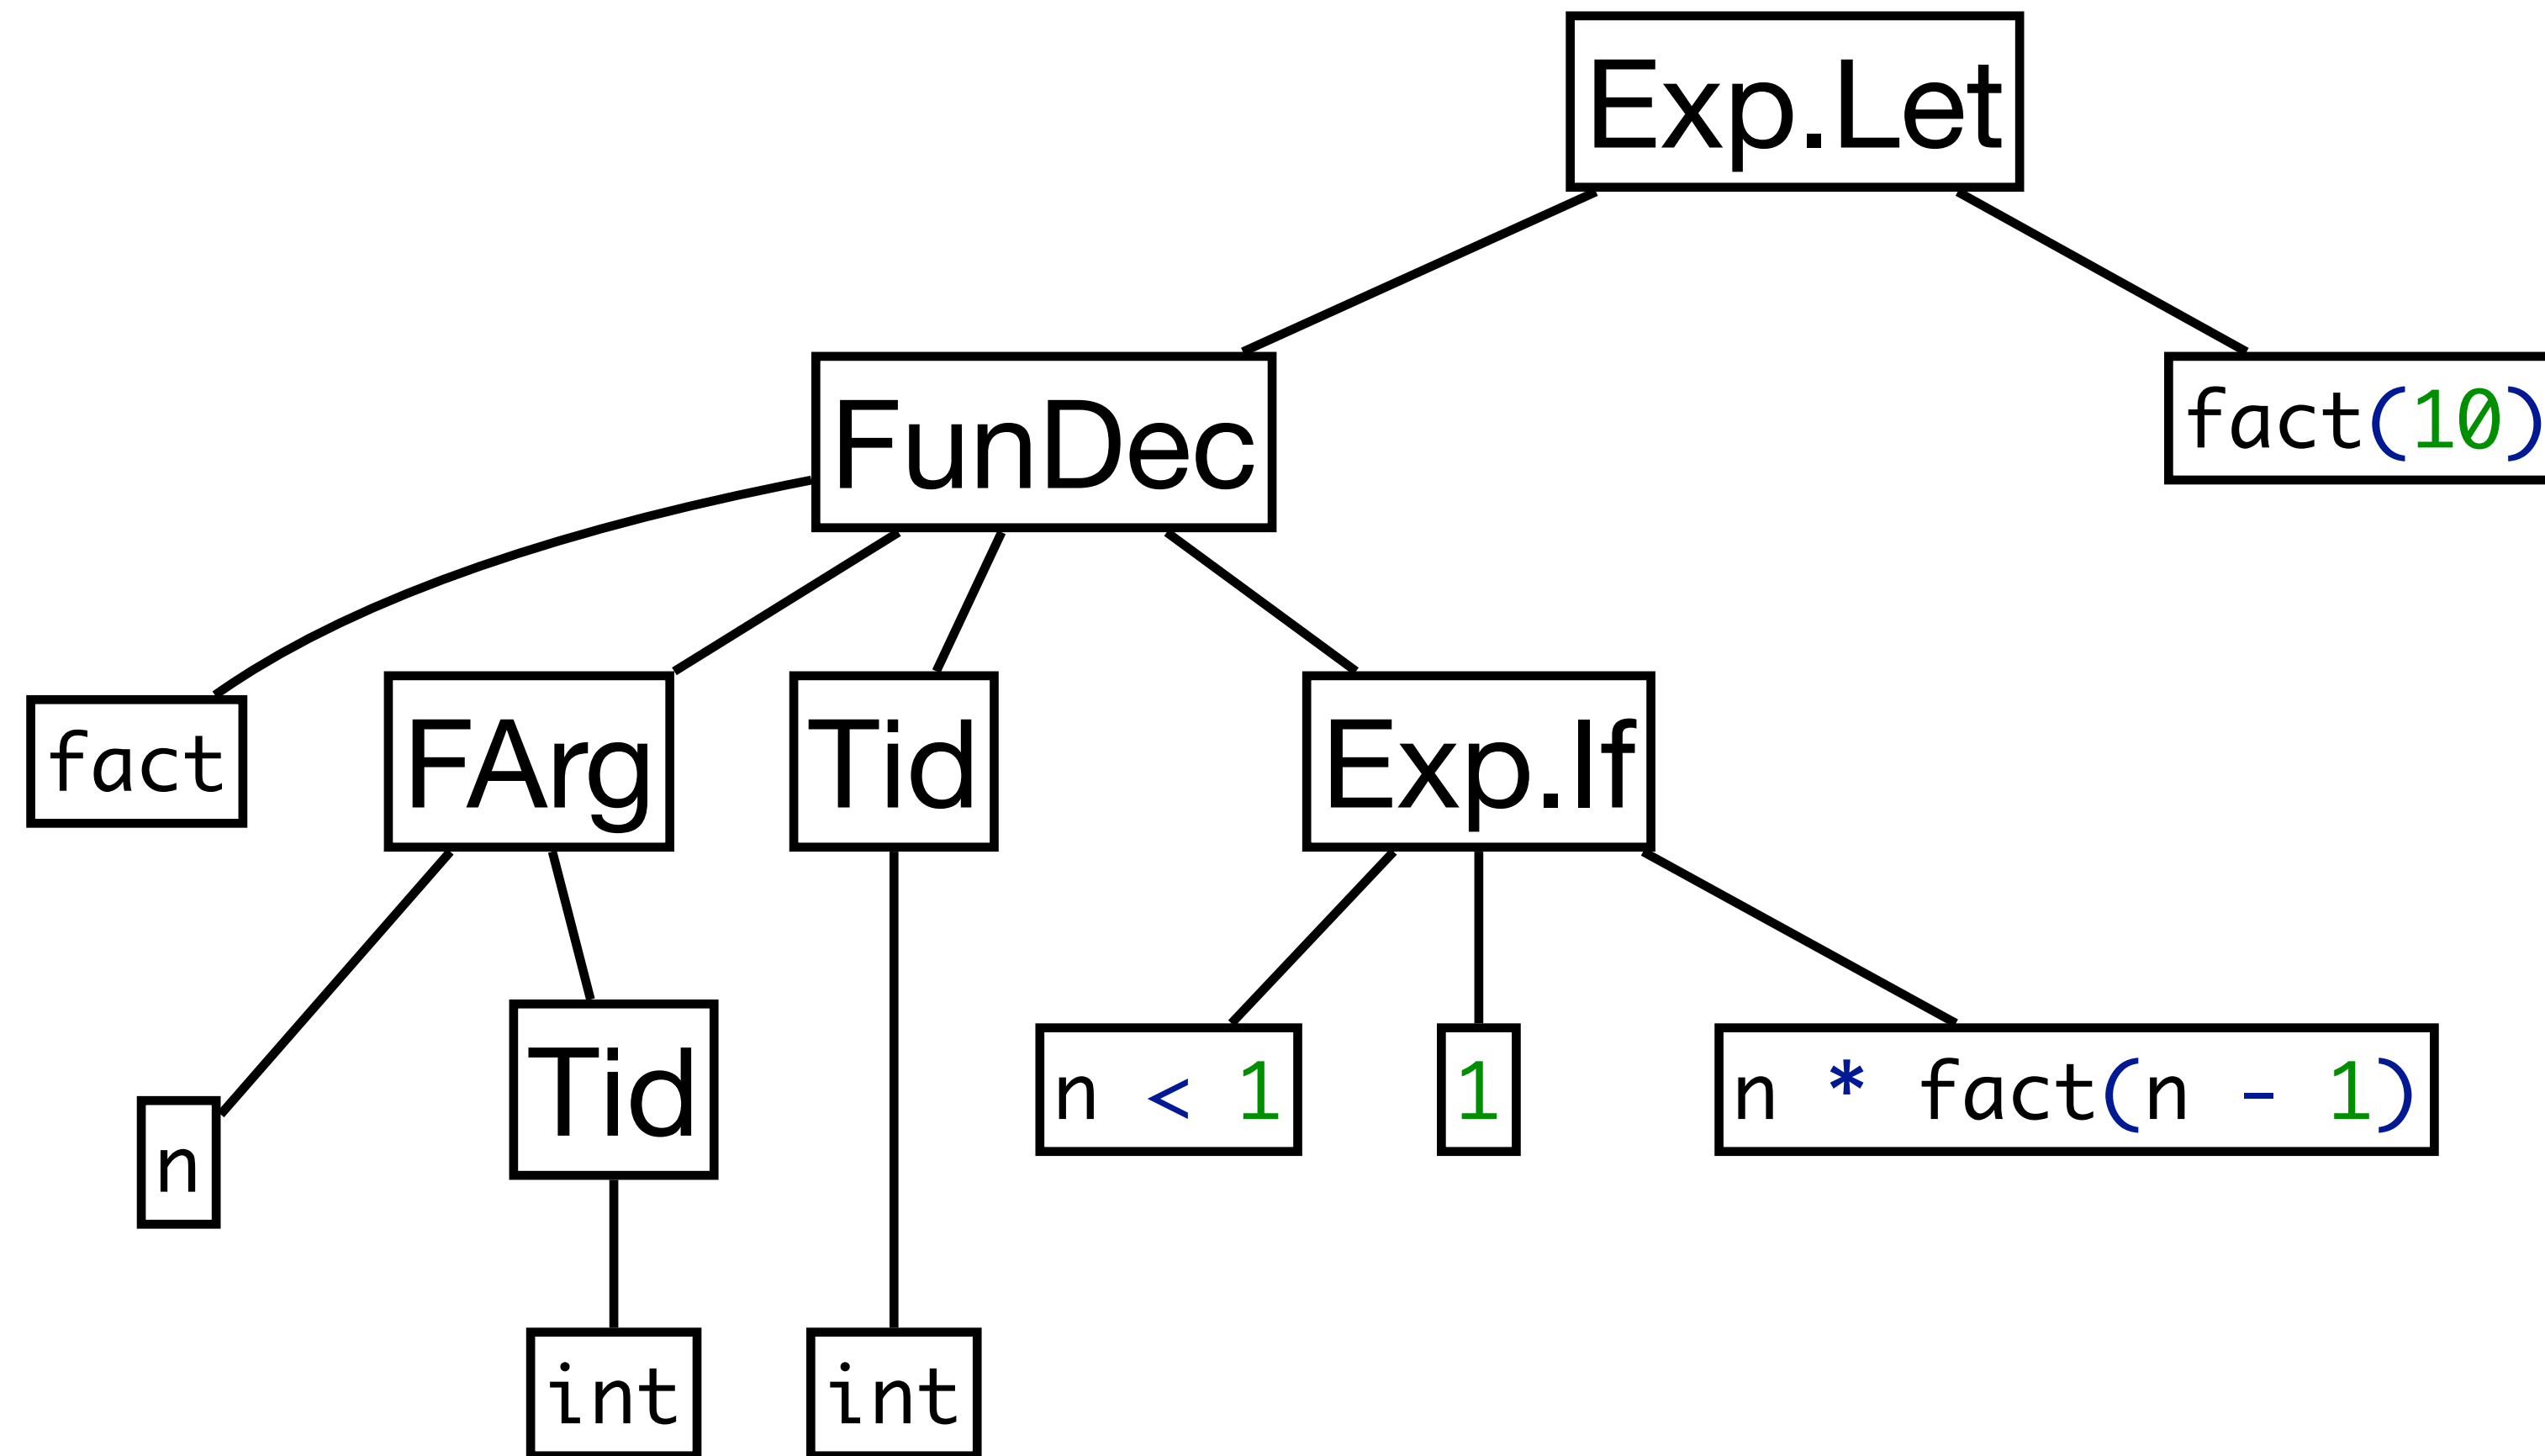 Exp.Let
FunDec
fact(10)
fact
FArg
Tid
Exp.If
n
Tid
n < 1
1
n * fact(n - 1)
int
int